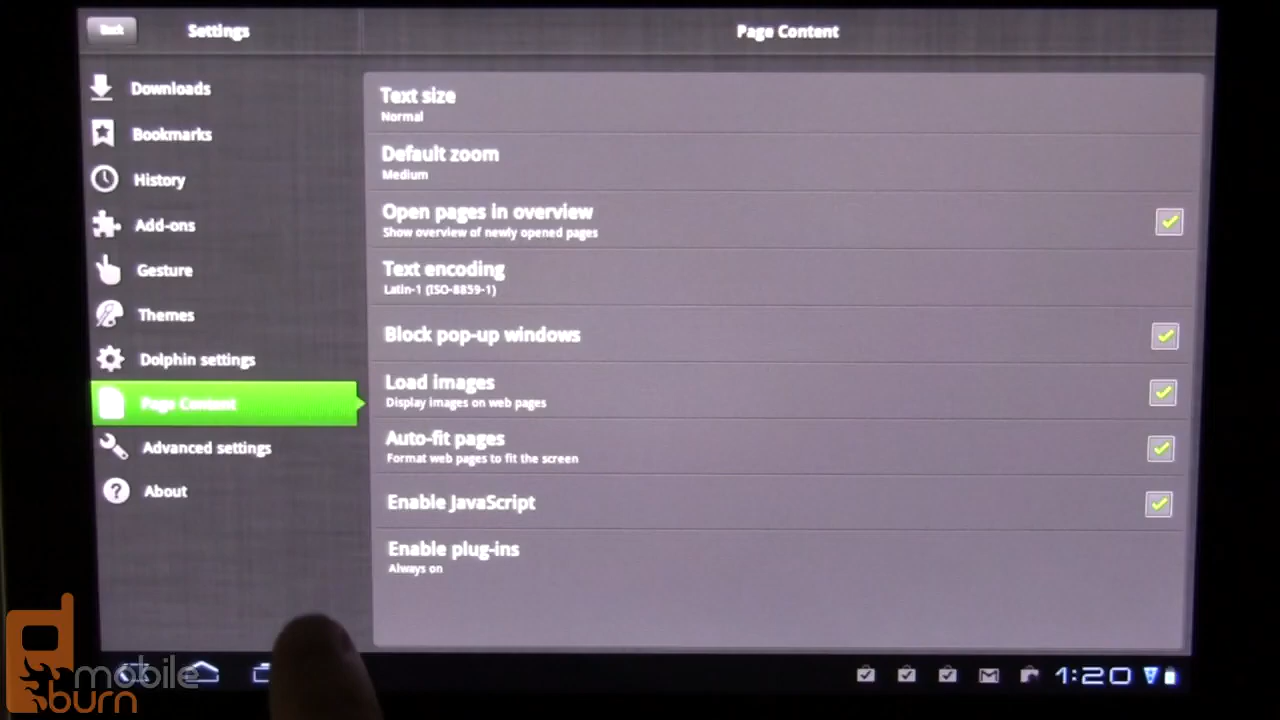 Back
Settings
Page Content
Downloads
Bookmarks
History
Add-ons
Gesture
Themes
Dolphin settings
Page Content
Advanced settings
About
Text size
Normal
Default zoom
Medium
Open pages in overview
Show overview of newly opened pages
Text encoding
Latin-1 (ISO-8859-1)
Block pop-up windows
Load images
Display images on web pages
Auto-fit pages
Format web pages to fit the screen
Enable JavaScript
Enable plug-ins
Always on
1:20
mobile
burn